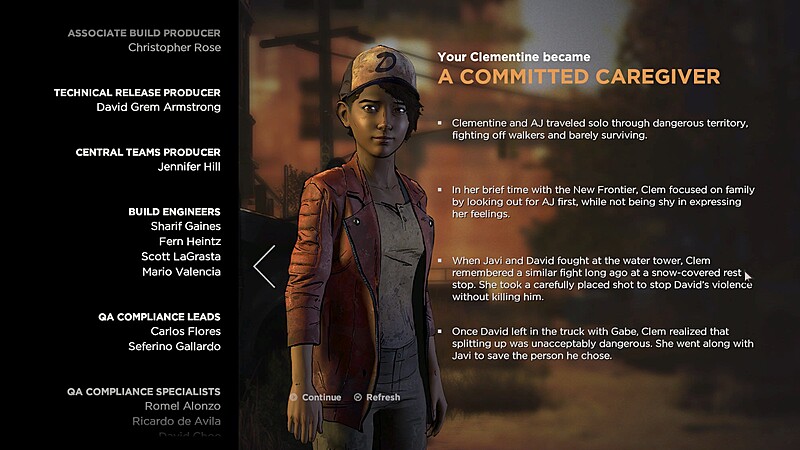 ASSOCIATE BUILD PRODUCER
Christopher Rose
TECHNICAL RELEASE PRODUCER
David Grem Armstrong
CENTRAL TEAMS PRODUCER
Jennifer Hill
BUILD ENGINEERS
Sharif Gaines
Fern Heintz
Scott LaGrasta
Mario Valencia
QA COMPLIANCE LEADS
Carlos Flores
Seferino Gallardo
QA COMPLIANCE SPECIALISTS
Romel Alonzo
Ricardo de Avila
David Choe
D
Your Clementine became
A COMMITTED CAREGIVER
▪ Clementine and AJ traveled solo through dangerous territory,
fighting off walkers and barely surviving.
▪ In her brief time with the New Frontier, Clem focused on family
by looking out for AJ first, while not being shy in expressing
her feelings.
▪ When Javi and David fought at the water tower, Clem
remembered a similar fight long ago at a snow-covered rest
stop. She took a carefully placed shot to stop David's violence
without killing him.
▪ Once David left in the truck with Gabe, Clem realized that
splitting up was unacceptably dangerous. She went along with
Javi to save the person he chose.
Continue Refresh